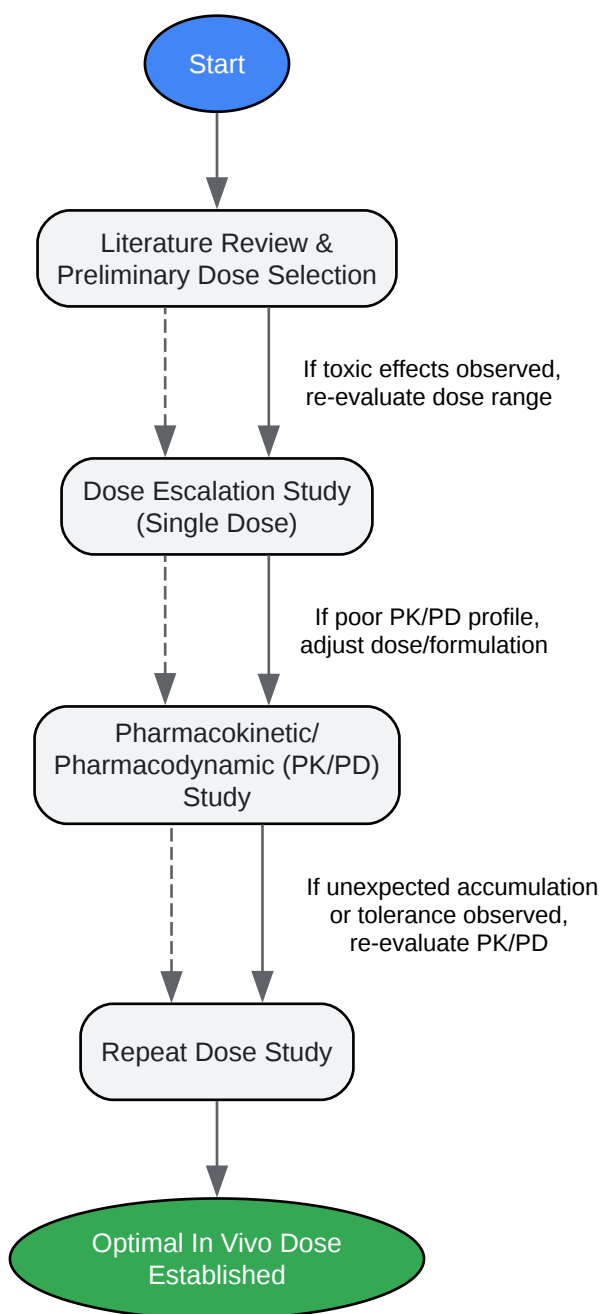 Start
Literature Review &
Preliminary Dose Selection
If toxic effects observed,
re-evaluate dose range
Dose Escalation Study
(Single Dose)
If poor PK/PD profile,
adjust dose/formulation
Pharmacokinetic/
Pharmacodynamic (PK/PD)
Study
If unexpected accumulation
or tolerance observed,
re-evaluate PK/PD
Repeat Dose Study
Optimal In Vivo Dose
Established